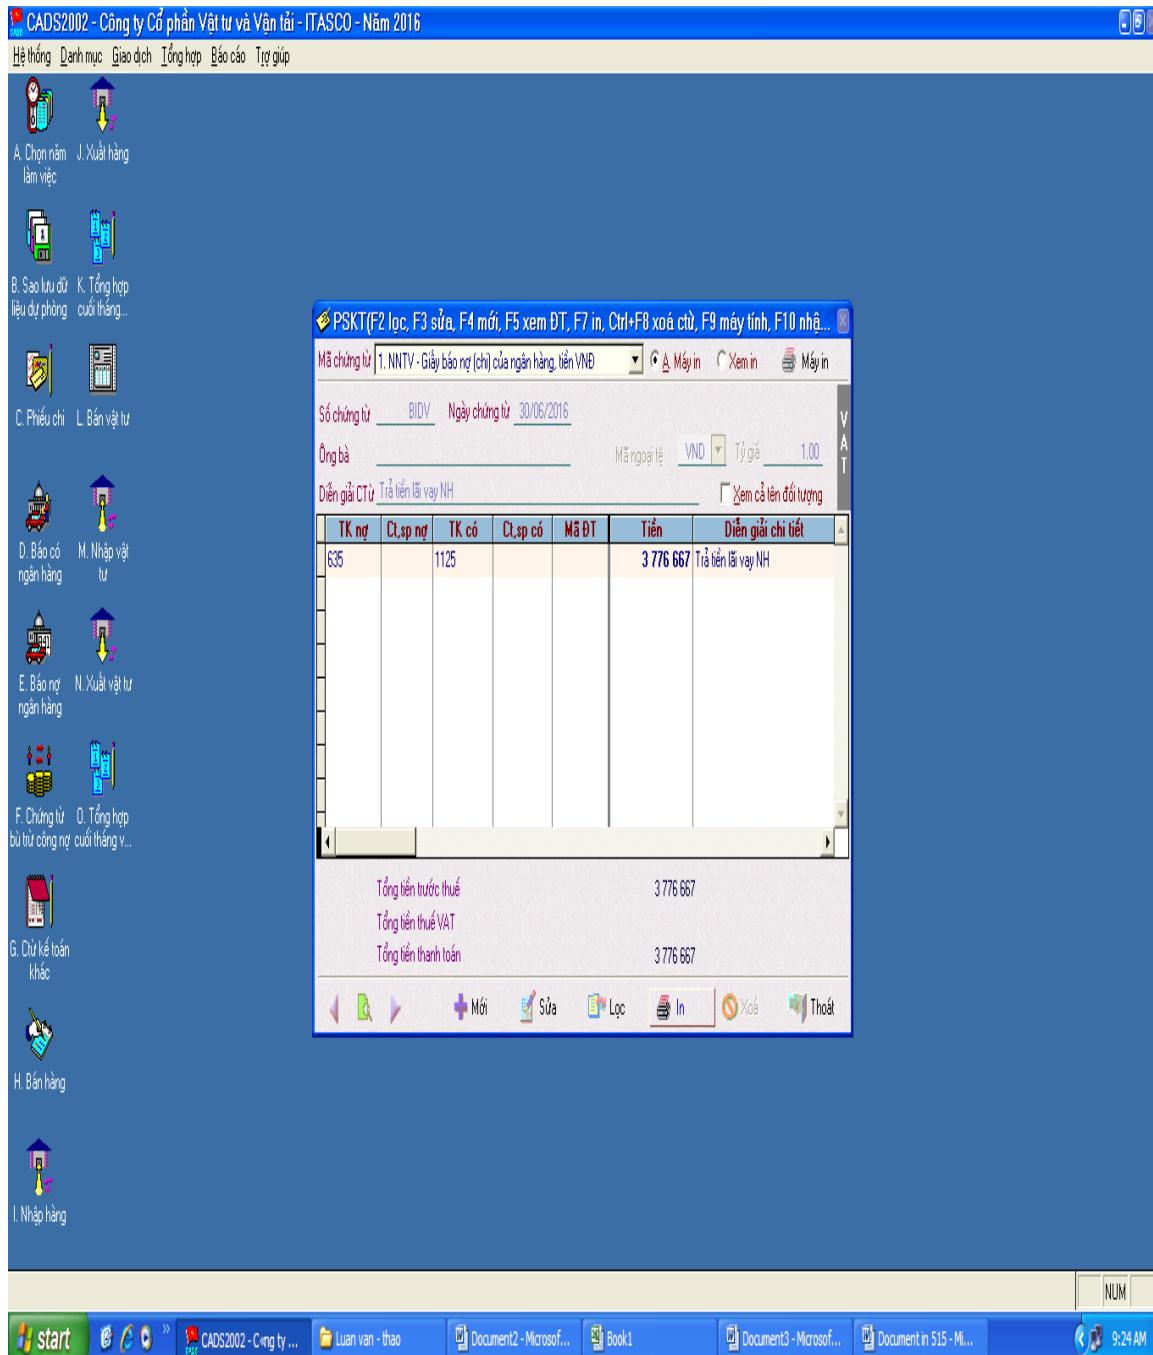 CADS2002 - Công ty Cổ phần Vật tư và Vận tải - ITASCO - Năm 2016
Hệ thống Danh mục Giao dịch Tổng hợp Báo cáo Trợ giúp
A. Chọn năm làm việc
J. Xuất hàng
B. Sao lưu dữ liệu dự phòng
K. Tổng hợp cuối tháng...
C. Phiếu chi
L. Bán vật tư
D. Báo có ngân hàng
M. Nhập vật tư
E. Báo nợ ngân hàng
N. Xuất vật tư
F. Chứng từ bù trừ công nợ
O. Tổng hợp cuối tháng v...
G. Ctừ kế toán khác
H. Bán hàng
I. Nhập hàng
PSKT(F2 lọc, F3 sửa, F4 mới, F5 xem ĐT, F7 in, Ctrl+F8 xoá ctừ, F9 máy tính, F10 nhậ...
Mã chứng từ 1. NNTV - Giấy báo nợ (chi) của ngân hàng, tiền VNĐ A. Máy in Xem in Máy in
Số chứng từ BIDV Ngày chứng từ 30/06/2016
Ông bà Mã ngoại tệ VND Tỷ giá 1.00
Diễn giải CTừ Trả tiền lãi vay NH Xem cả tên đối tượng
VAT
TK nợ Ct,sp nợ TK có Ct,sp có Mã ĐT Tiền Diễn giải chi tiết
635 1125 3 776 667 Trả tiền lãi vay NH
Tổng tiền trước thuế 3 776 667
Tổng tiền thuế VAT
Tổng tiền thanh toán 3 776 667
Mới Sửa Lọc In Xoá Thoát
NUM
start CADS2002 - C«ng ty ... Luan van - thao Document2 - Microsof... Book1 Document3 - Microsof... Document in 515 - Mi... 9:24 AM